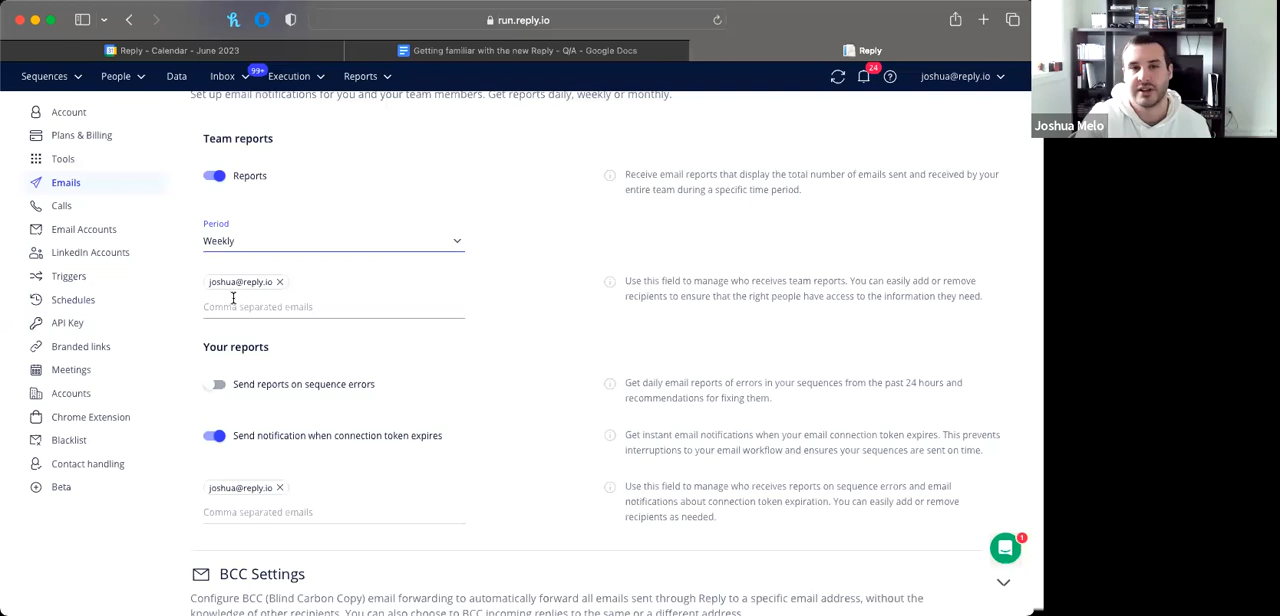 run.reply.io
Reply - Calendar - June 2023
Getting familiar with the new Reply - Q/A - Google Docs
Reply
Sequences
People
Data
Inbox
99+
Execution
Reports
24
joshua@reply.io
Joshua Melo
Set up email notifications for you and your team members. Get reports daily, weekly or monthly.
Account
Plans & Billing
Tools
Emails
Calls
Email Accounts
LinkedIn Accounts
Triggers
Schedules
API Key
Branded links
Meetings
Accounts
Chrome Extension
Blacklist
Contact handling
Beta
Team reports
Reports
Receive email reports that display the total number of emails sent and received by your
entire team during a specific time period.
Period
Weekly
joshua@reply.io
Comma separated emails
Use this field to manage who receives team reports. You can easily add or remove
recipients to ensure that the right people have access to the information they need.
Your reports
Send reports on sequence errors
Get daily email reports of errors in your sequences from the past 24 hours and
recommendations for fixing them.
Send notification when connection token expires
Get instant email notifications when your email connection token expires. This prevents
interruptions to your email workflow and ensures your sequences are sent on time.
joshua@reply.io
Comma separated emails
Use this field to manage who receives reports on sequence errors and email
notifications about connection token expiration. You can easily add or remove
recipients as needed.
1
BCC Settings
Configure BCC (Blind Carbon Copy) email forwarding to automatically forward all emails sent through Reply to a specific email address, without the
knowledge of other recipients. You can also choose to BCC incoming replies to the same or a different address.